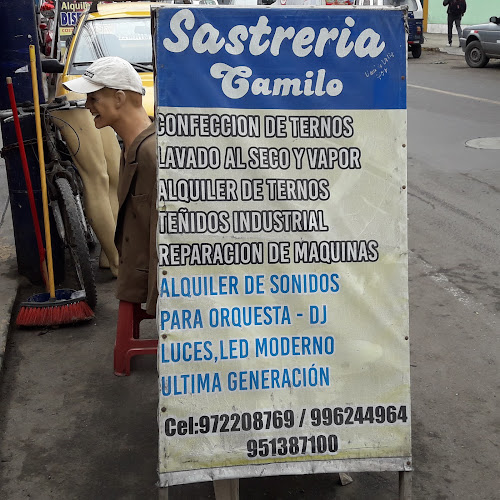 Alquiler
Sastreria
Camilo
CONFECCION DE TERNOS
LAVADO AL SECO Y VAPOR
ALQUILER DE TERNOS
TEÑIDOS INDUSTRIAL
REPARACION DE MAQUINAS
ALQUILER DE SONIDOS
PARA ORQUESTA - DJ
LUCES,LED MODERNO
ULTIMA GENERACIÓN
Cel:972208769 / 996244964
951387100